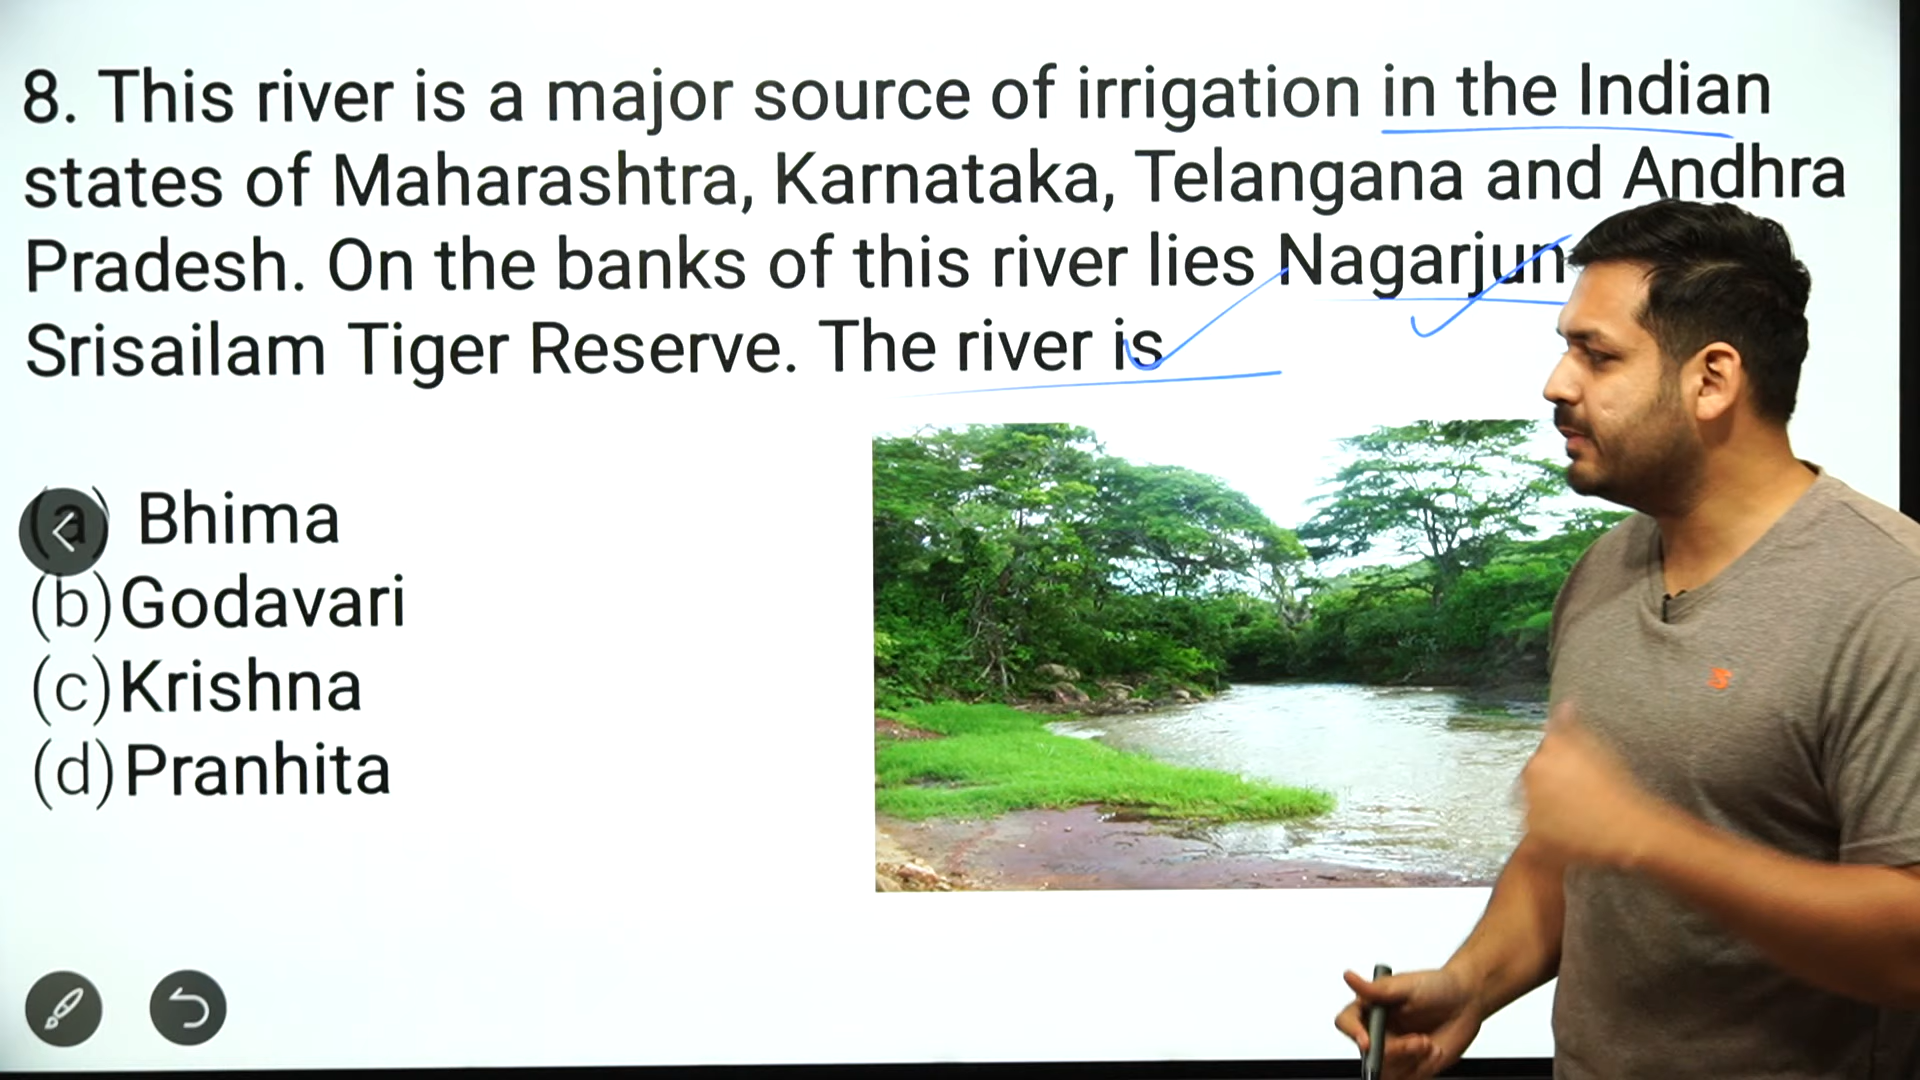 8. This river is a major source of irrigation in the Indian
states of Maharashtra, Karnataka, Telangana and Andhra
Pradesh. On the banks of this river lies Nagarjun
Srisailam Tiger Reserve. The river is
(a) Bhima
(b) Godavari
(c) Krishna
(d) Pranhita